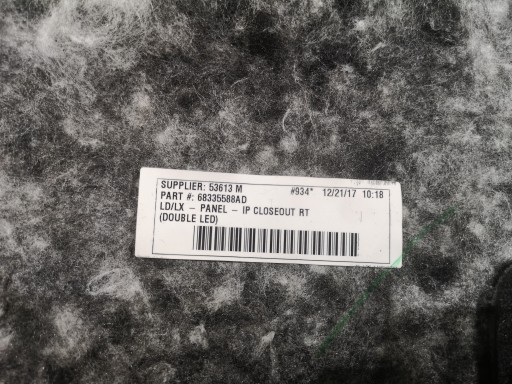 SUPPLIER: 53613 M #934* 12/21/17 10:18
PART #: 68335588AD
LD/LX - PANEL - IP CLOSEOUT RT
(DOUBLE LED)